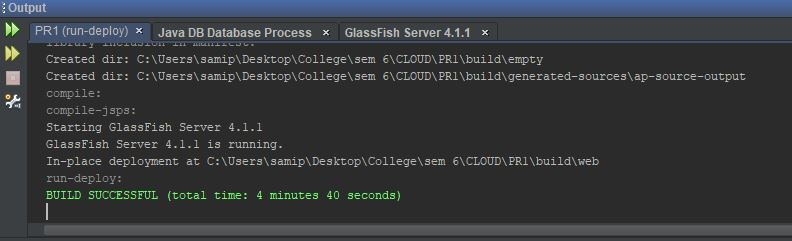 Output
PR1 (run-deploy) × Java DB Database Process × GlassFish Server 4.1.1 ×
library inclusion in manifest.
Created dir: C:\Users\samip\Desktop\College\sem 6\CLOUD\PR1\build\empty
Created dir: C:\Users\samip\Desktop\College\sem 6\CLOUD\PR1\build\generated-sources\ap-source-output
compile:
compile-jsps:
Starting GlassFish Server 4.1.1
GlassFish Server 4.1.1 is running.
In-place deployment at C:\Users\samip\Desktop\College\sem 6\CLOUD\PR1\build\web
run-deploy:
BUILD SUCCESSFUL (total time: 4 minutes 40 seconds)